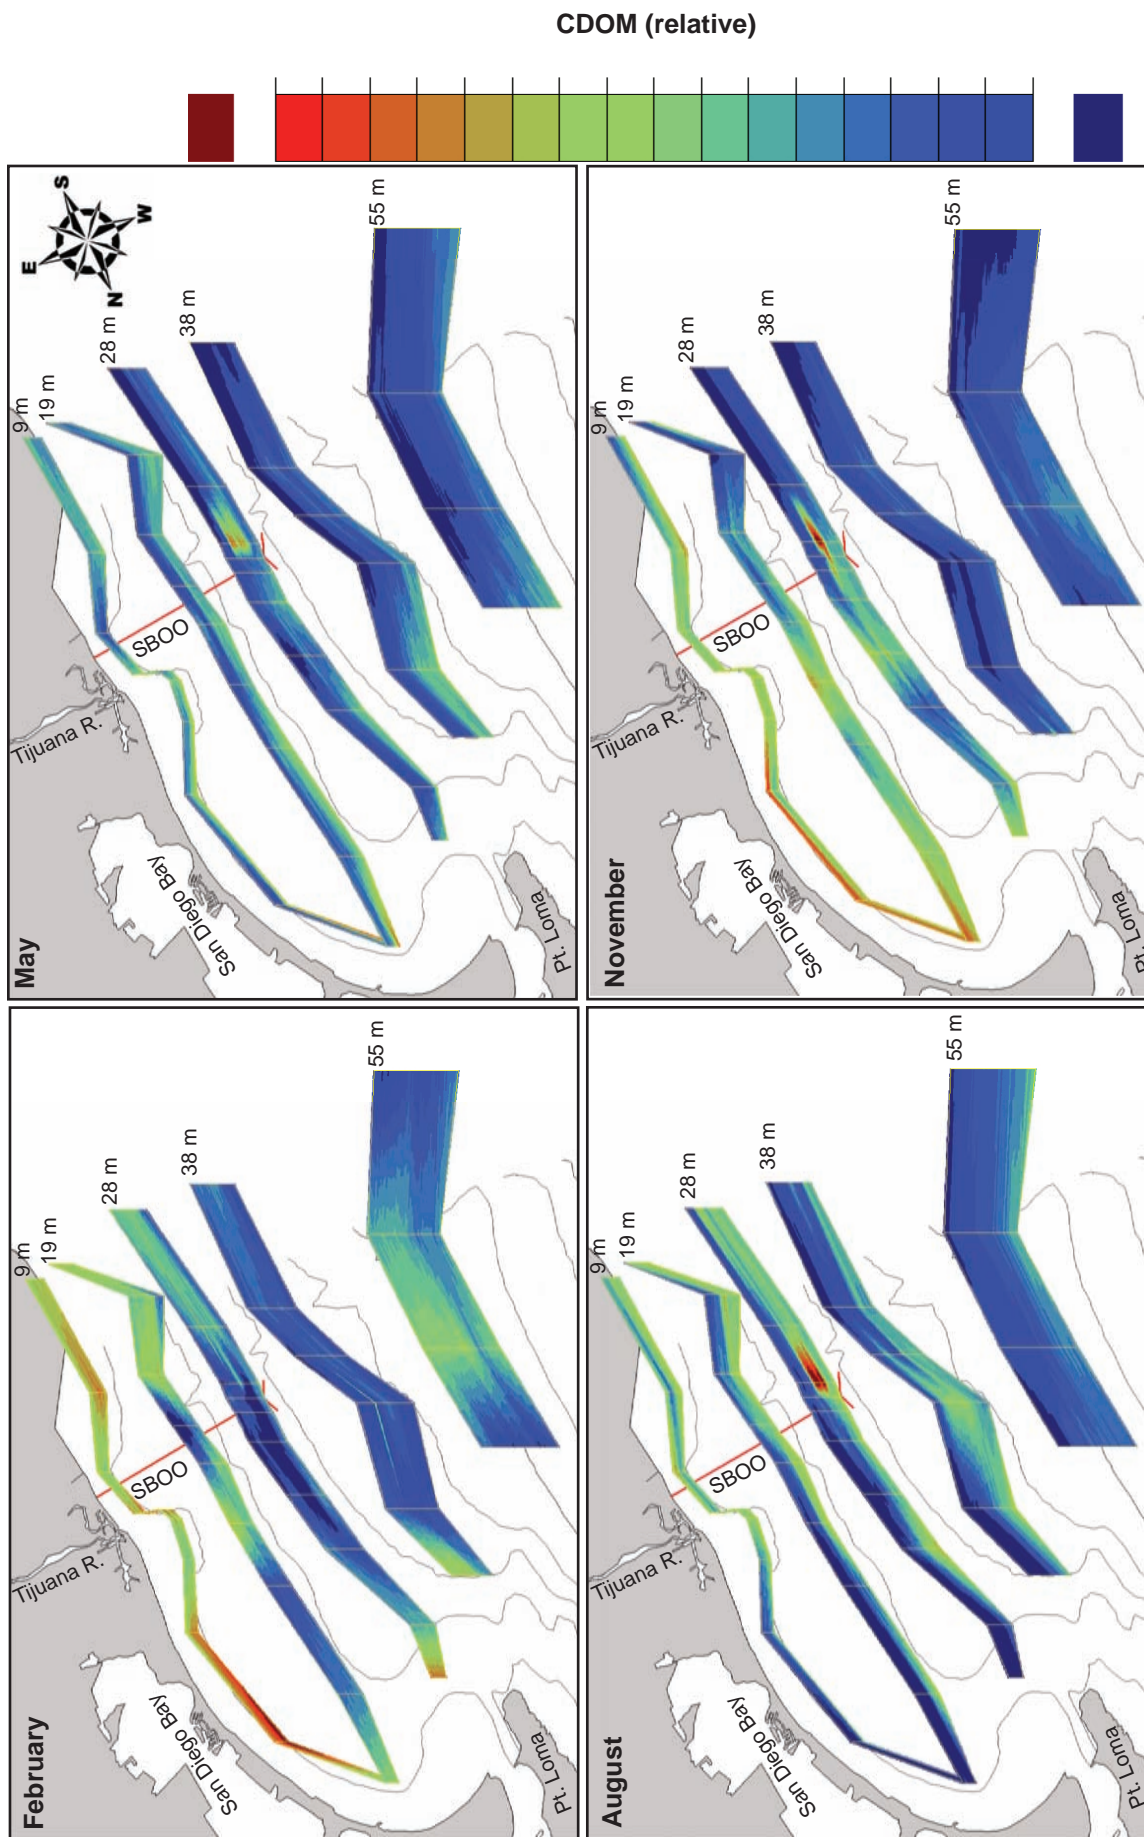 CDOM (relative)
May
E
S
W
N
9 m
19 m
28 m
38 m
55 m
SBOO
Tijuana R.
San Diego Bay
Pt. Loma
November
9 m
19 m
28 m
38 m
55 m
SBOO
Tijuana R.
San Diego Bay
Pt. Loma
February
9 m
19 m
28 m
38 m
55 m
SBOO
Tijuana R.
San Diego Bay
Pt. Loma
August
9 m
19 m
28 m
38 m
55 m
SBOO
Tijuana R.
San Diego Bay
Pt. Loma